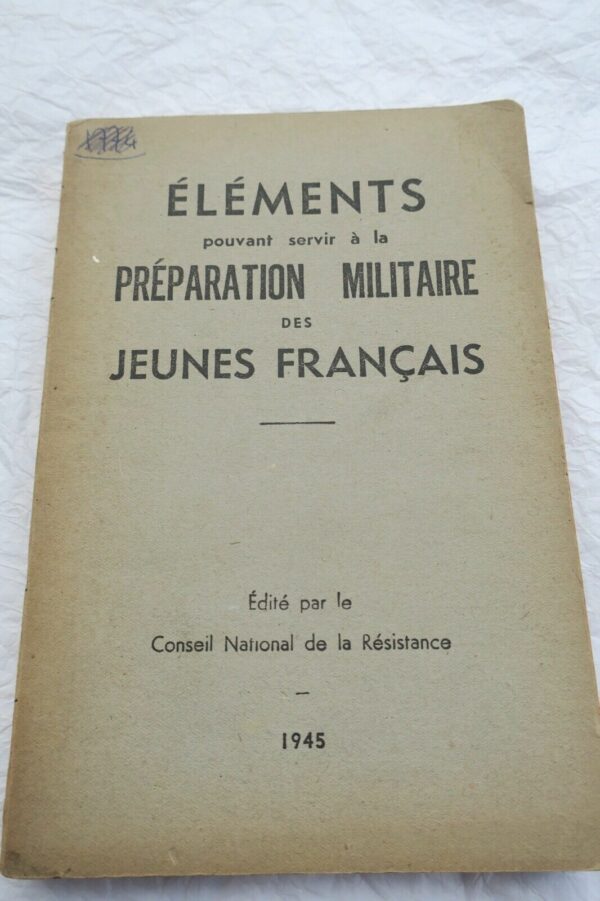 ÉLÉMENTS
pouvant servir à la
PRÉPARATION MILITAIRE
DES
JEUNES FRANÇAIS
Édité par le
Conseil National de la Résistance
1945